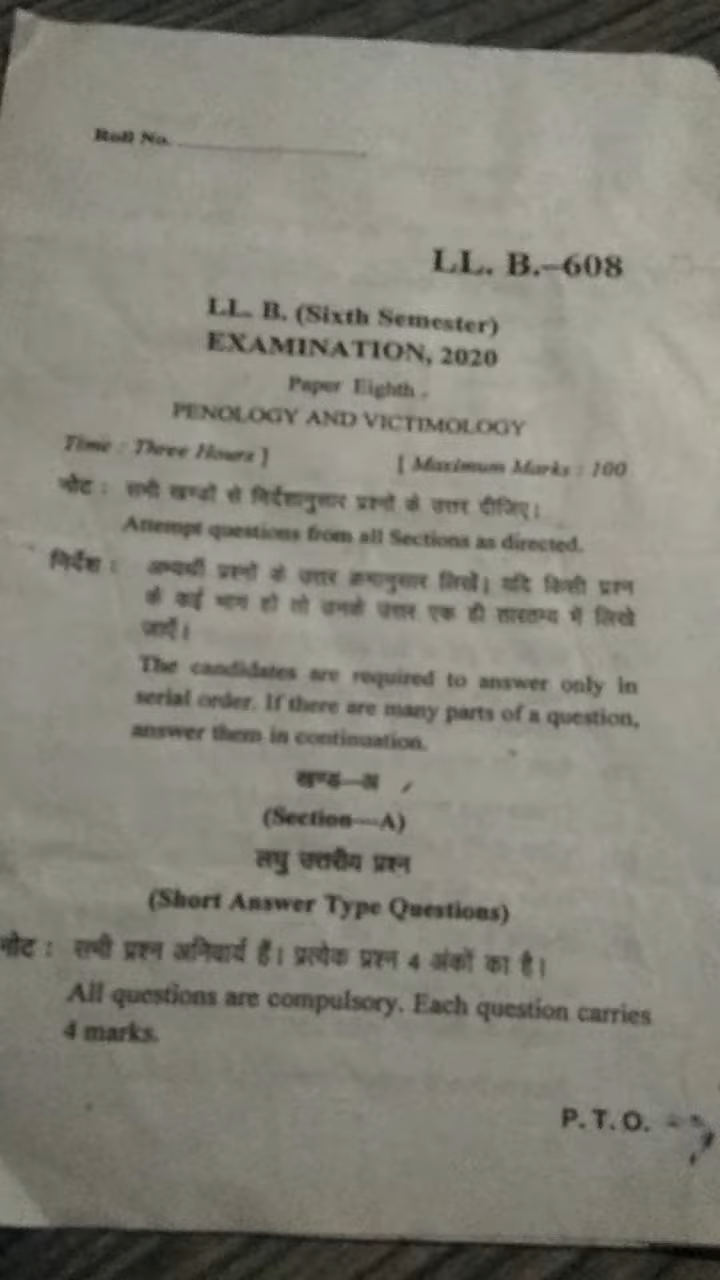 Roll No.
LL. B.–608
LL. B. (Sixth Semester)
EXAMINATION, 2020
Paper Eighth
PENOLOGY AND VICTIMOLOGY
Time : Three Hours ] [ Maximum Marks : 100
नोट : सभी खण्डों से निर्देशानुसार प्रश्नों के उत्तर दीजिए।
Attempt questions from all Sections as directed.
निर्देश : अभ्यर्थी प्रश्नों के उत्तर क्रमानुसार लिखें। यदि किसी प्रश्न
के कई भाग हों तो उनके उत्तर एक ही तारतम्य में लिखे
जाएँ।
The candidates are required to answer only in
serial order. If there are many parts of a question,
answer them in continuation.
खण्ड—अ
(Section—A)
लघु उत्तरीय प्रश्न
(Short Answer Type Questions)
नोट : सभी प्रश्न अनिवार्य हैं। प्रत्येक प्रश्न 4 अंकों का है।
All questions are compulsory. Each question carries
4 marks.
P. T. O.